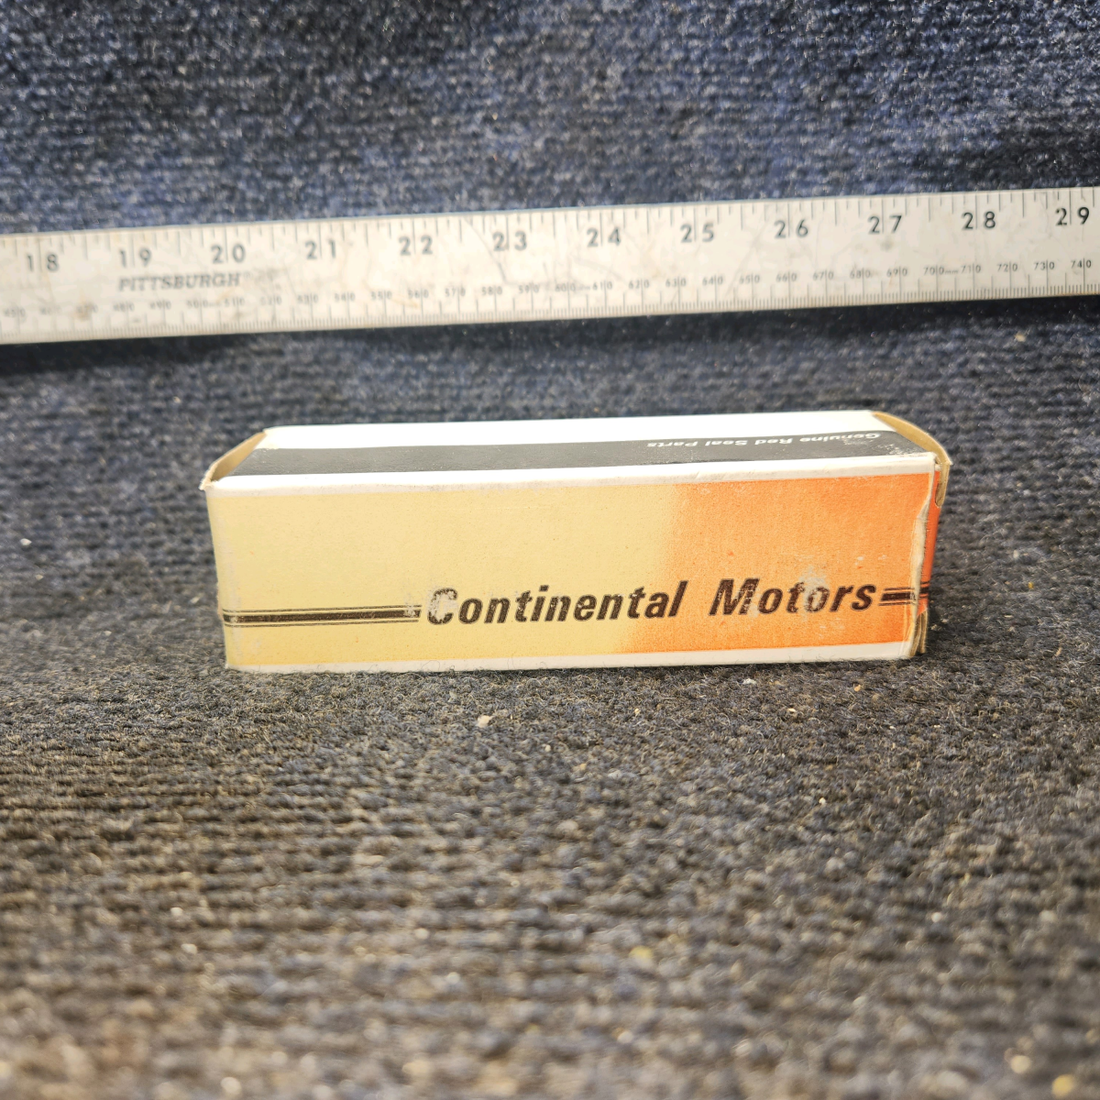 18 19 20 21 22 23 24 25 26 27 28 29
PITTSBURGH
Genuine Red Seal Parts
Continental Motors